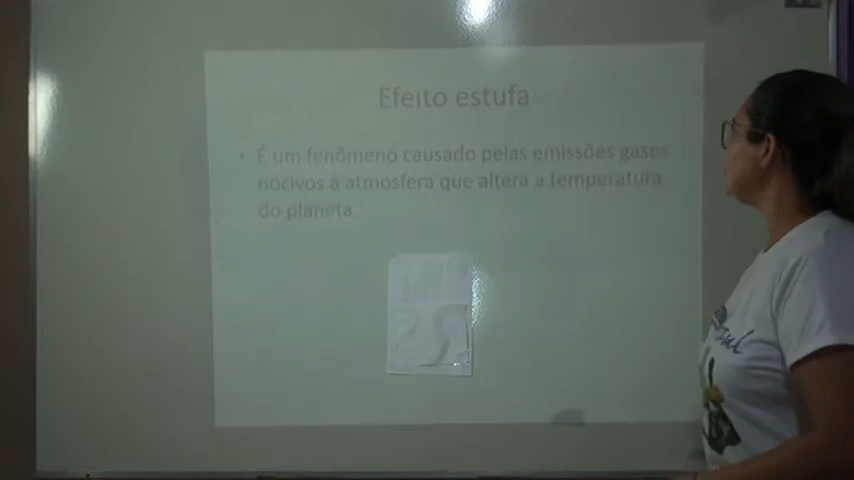 Efeito estufa
• É um fenômeno causado pelas emissões gases
nocivos à atmosfera que altera a temperatura
do planeta